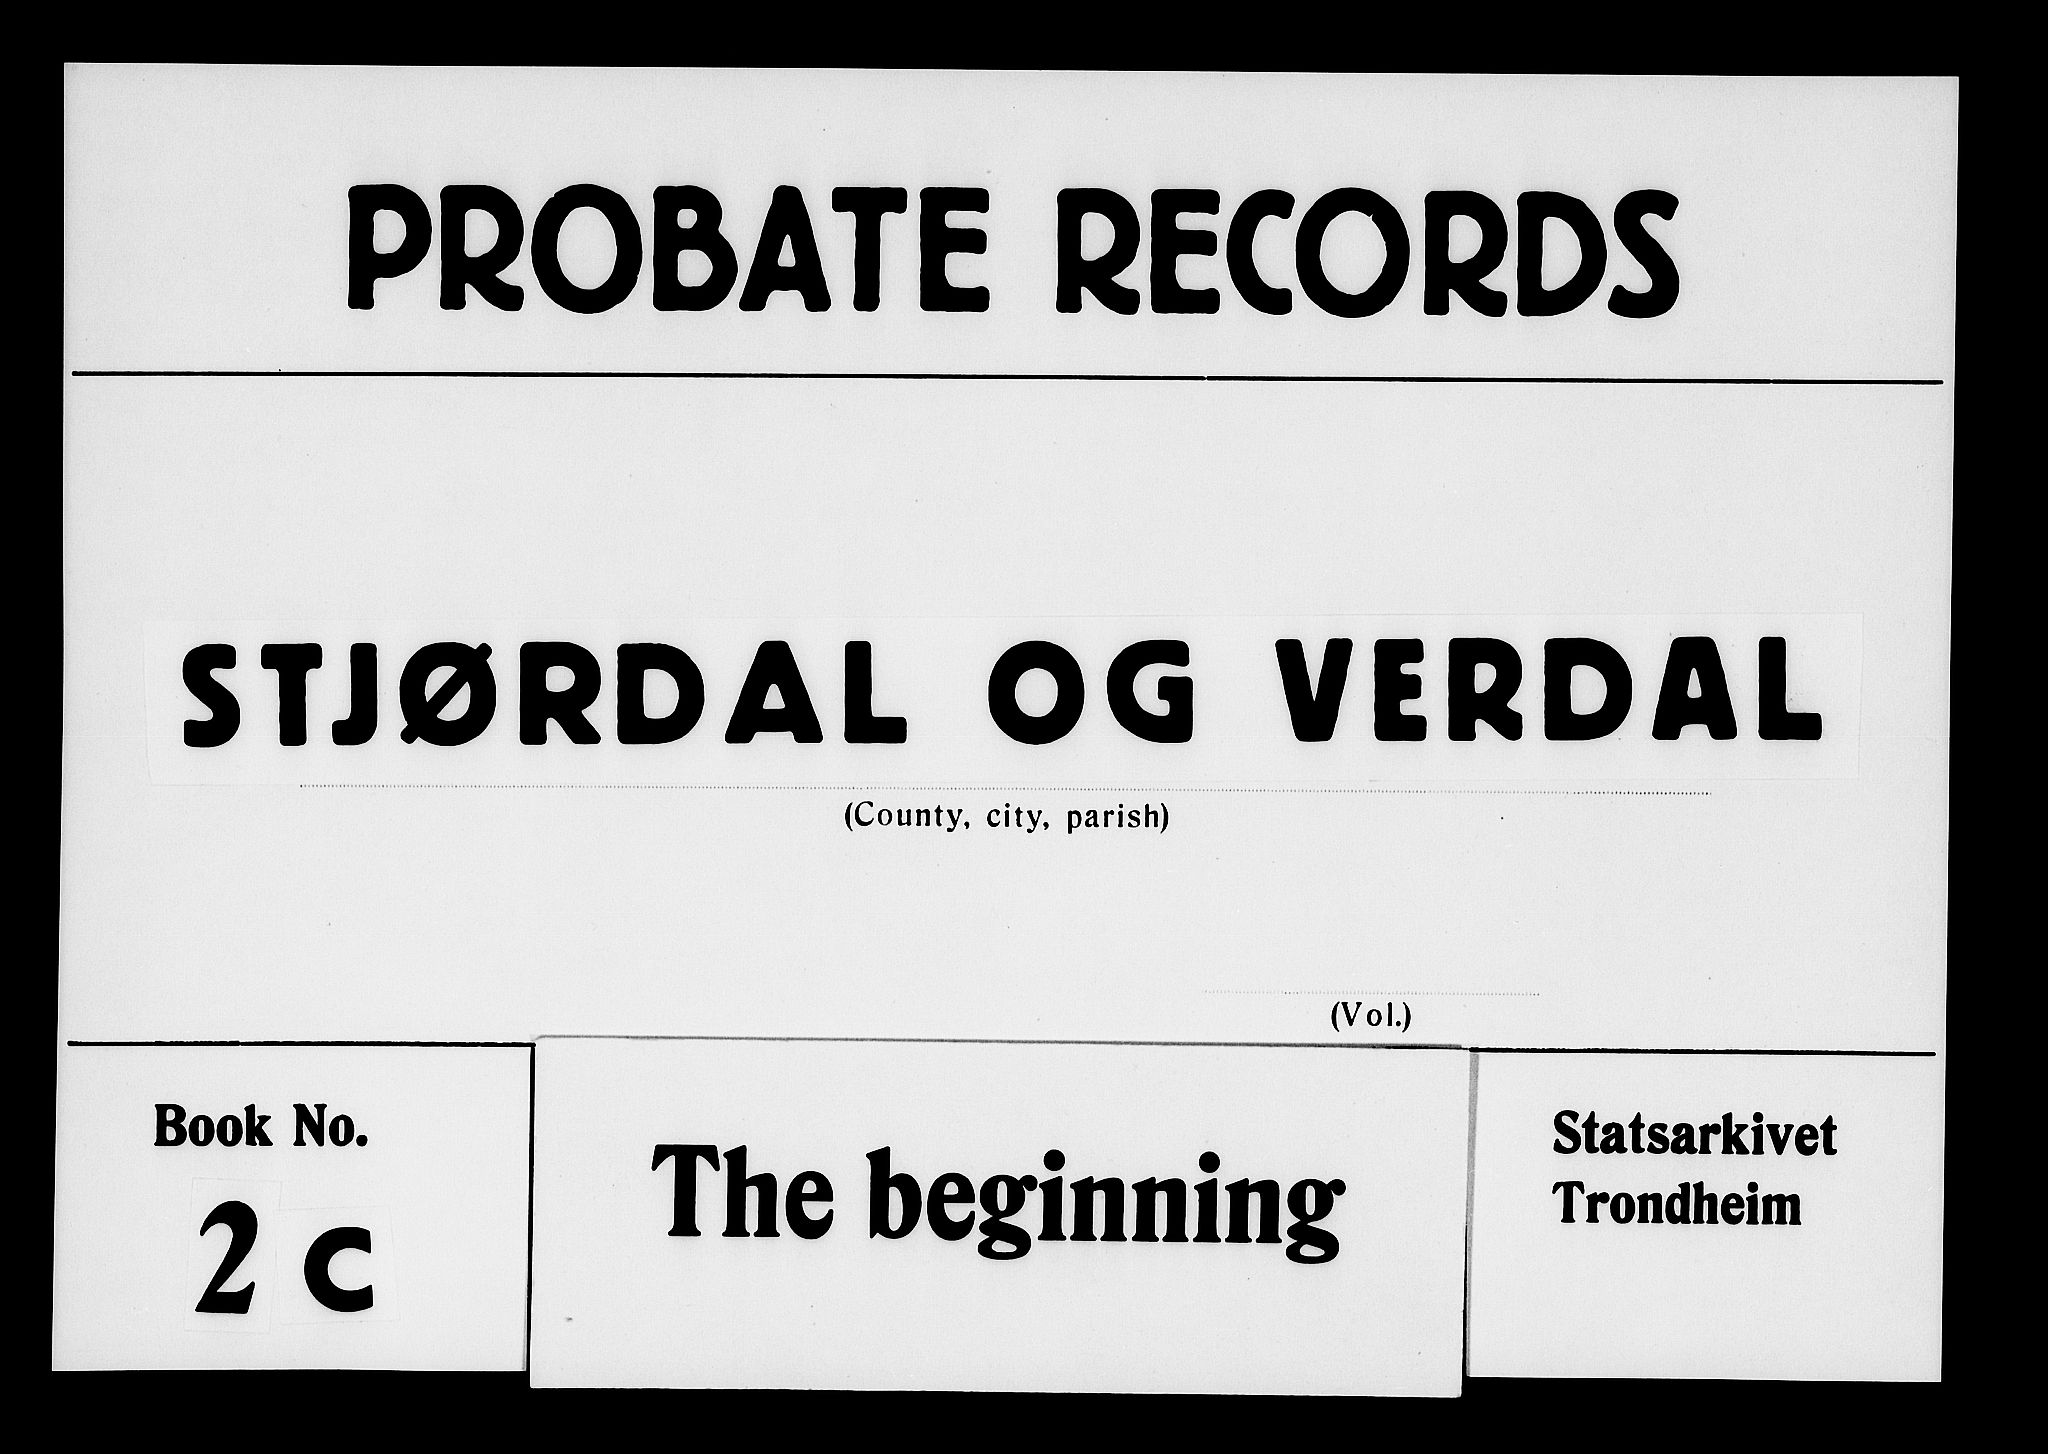 PROBATE RECORDS
STJØRDAL OG VERDAL
(County, city, parish)
(Vol.)
Book No.
2 C
The beginning
Statsarkivet
Trondheim